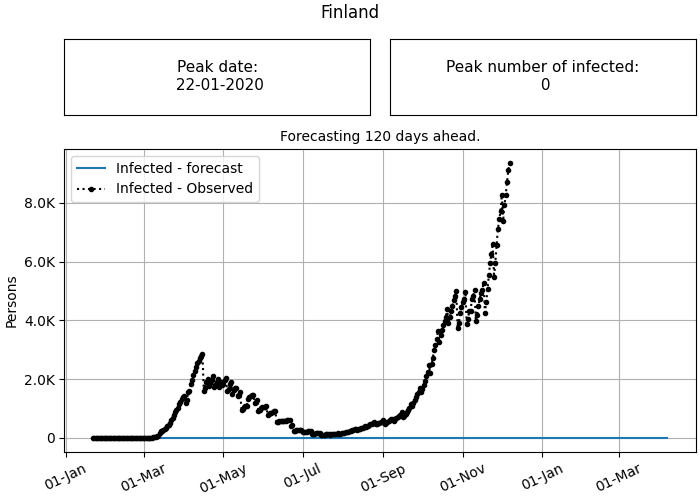 Finland
Peak date:
22-01-2020
Peak number of infected:
0
Forecasting 120 days ahead.
Infected - forecast
Infected - Observed
8.0K
6.0K
4.0K
2.0K
0
Persons
01-Jan
01-Mar
01-May
01-Jul
01-Sep
01-Nov
01-Jan
01-Mar